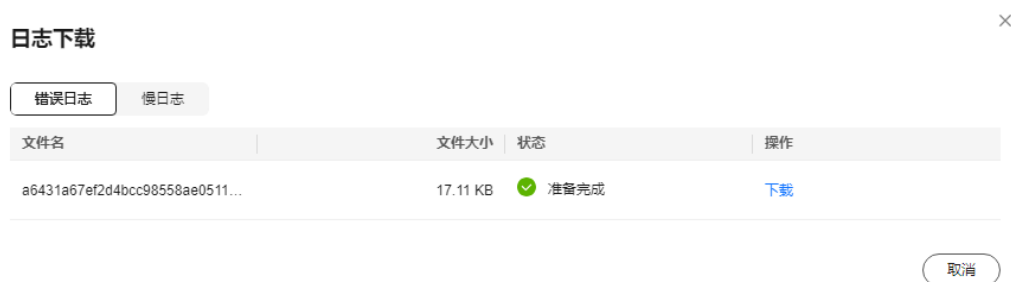 日志下载
错误日志 慢日志
文件名 文件大小 状态 操作
a6431a67ef2d4bcc98558ae0511... 17.11 KB 准备完成 下载
取消